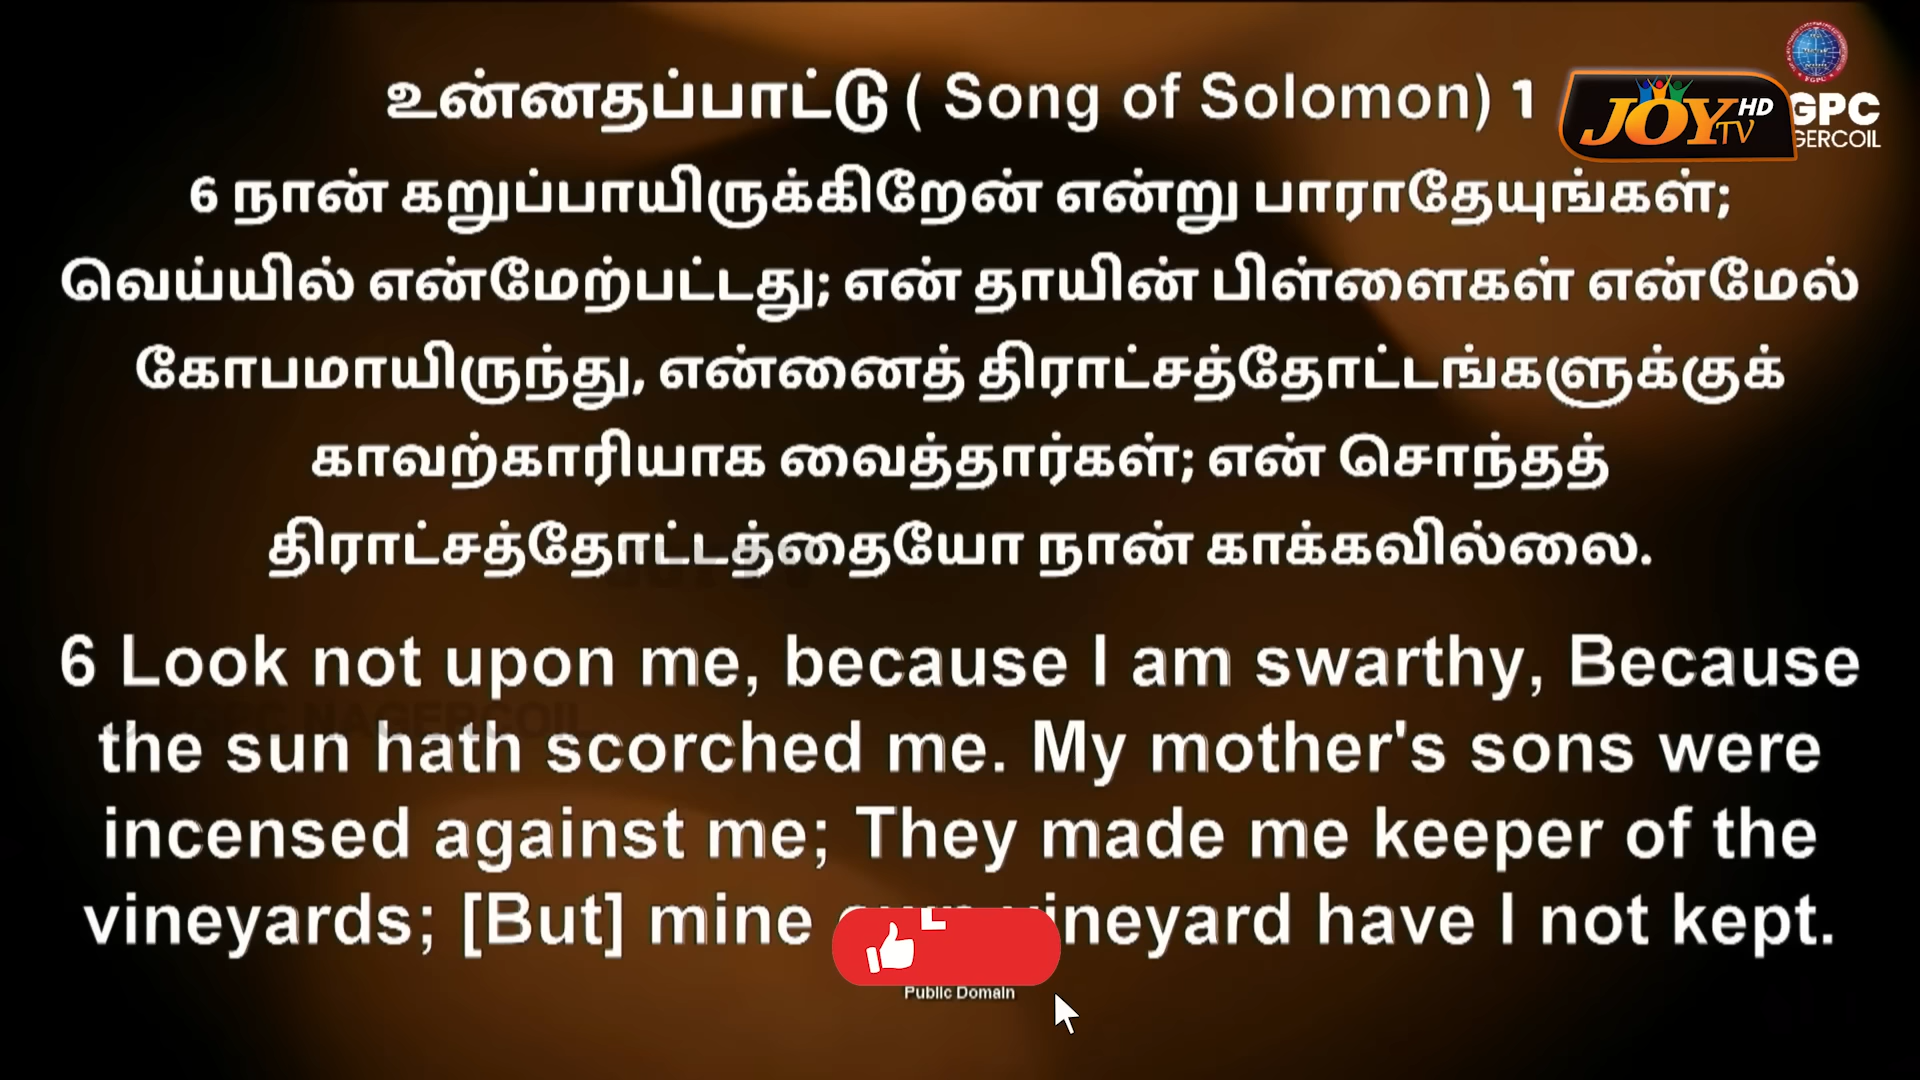 உன்னதப்பாட்டு ( Song of Solomon) 1
JOY TV HD
GPC
GERCOIL
6 நான் கறுப்பாயிருக்கிறேன் என்று பாராதேயுங்கள்;
வெய்யில் என்மேற்பட்டது; என் தாயின் பிள்ளைகள் என்மேல்
கோபமாயிருந்து, என்னைத் திராட்சத்தோட்டங்களுக்குக்
காவற்காரியாக வைத்தார்கள்; என் சொந்தத்
திராட்சத்தோட்டத்தையோ நான் காக்கவில்லை.
6 Look not upon me, because I am swarthy, Because
the sun hath scorched me. My mother's sons were
incensed against me; They made me keeper of the
vineyards; [But] mine ineyard have I not kept.
Public Domain